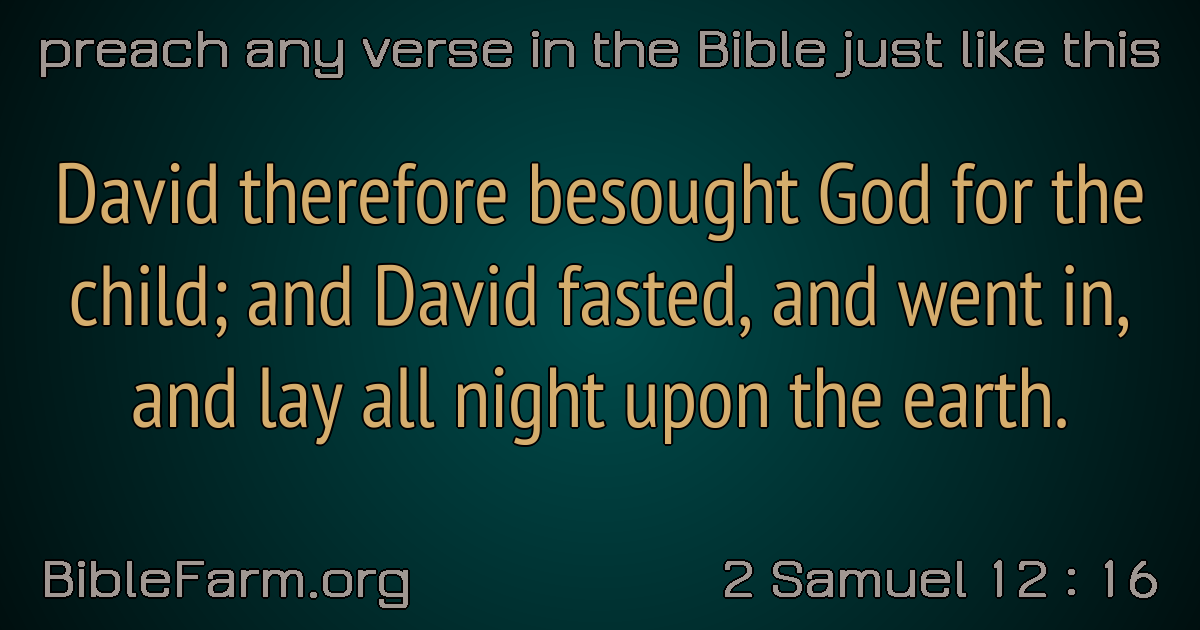 preach any verse in the Bible just like this
David therefore besought God for the
child; and David fasted, and went in,
and lay all night upon the earth.
BibleFarm.org
2 Samuel 12 : 16